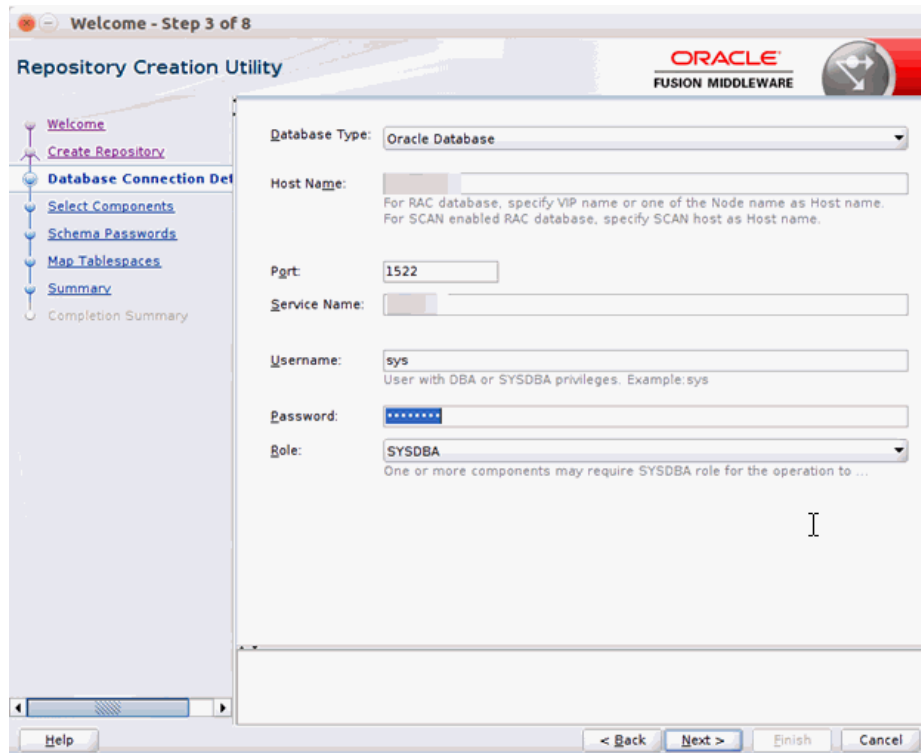 Welcome - Step 3 of 8
Repository Creation Utility
ORACLE
FUSION MIDDLEWARE
Welcome
Create Repository
Database Connection Det
Select Components
Schema Passwords
Map Tablespaces
Summary
Completion Summary
Database Type: Oracle Database
Host Name:
For RAC database, specify VIP name or one of the Node name as Host name.
For SCAN enabled RAC database, specify SCAN host as Host name.
Port: 1522
Service Name:
Username: sys
User with DBA or SYSDBA privileges. Example:sys
Password: ••••••••
Role: SYSDBA
One or more components may require SYSDBA role for the operation to ...
Help
< Back
Next >
Finish
Cancel